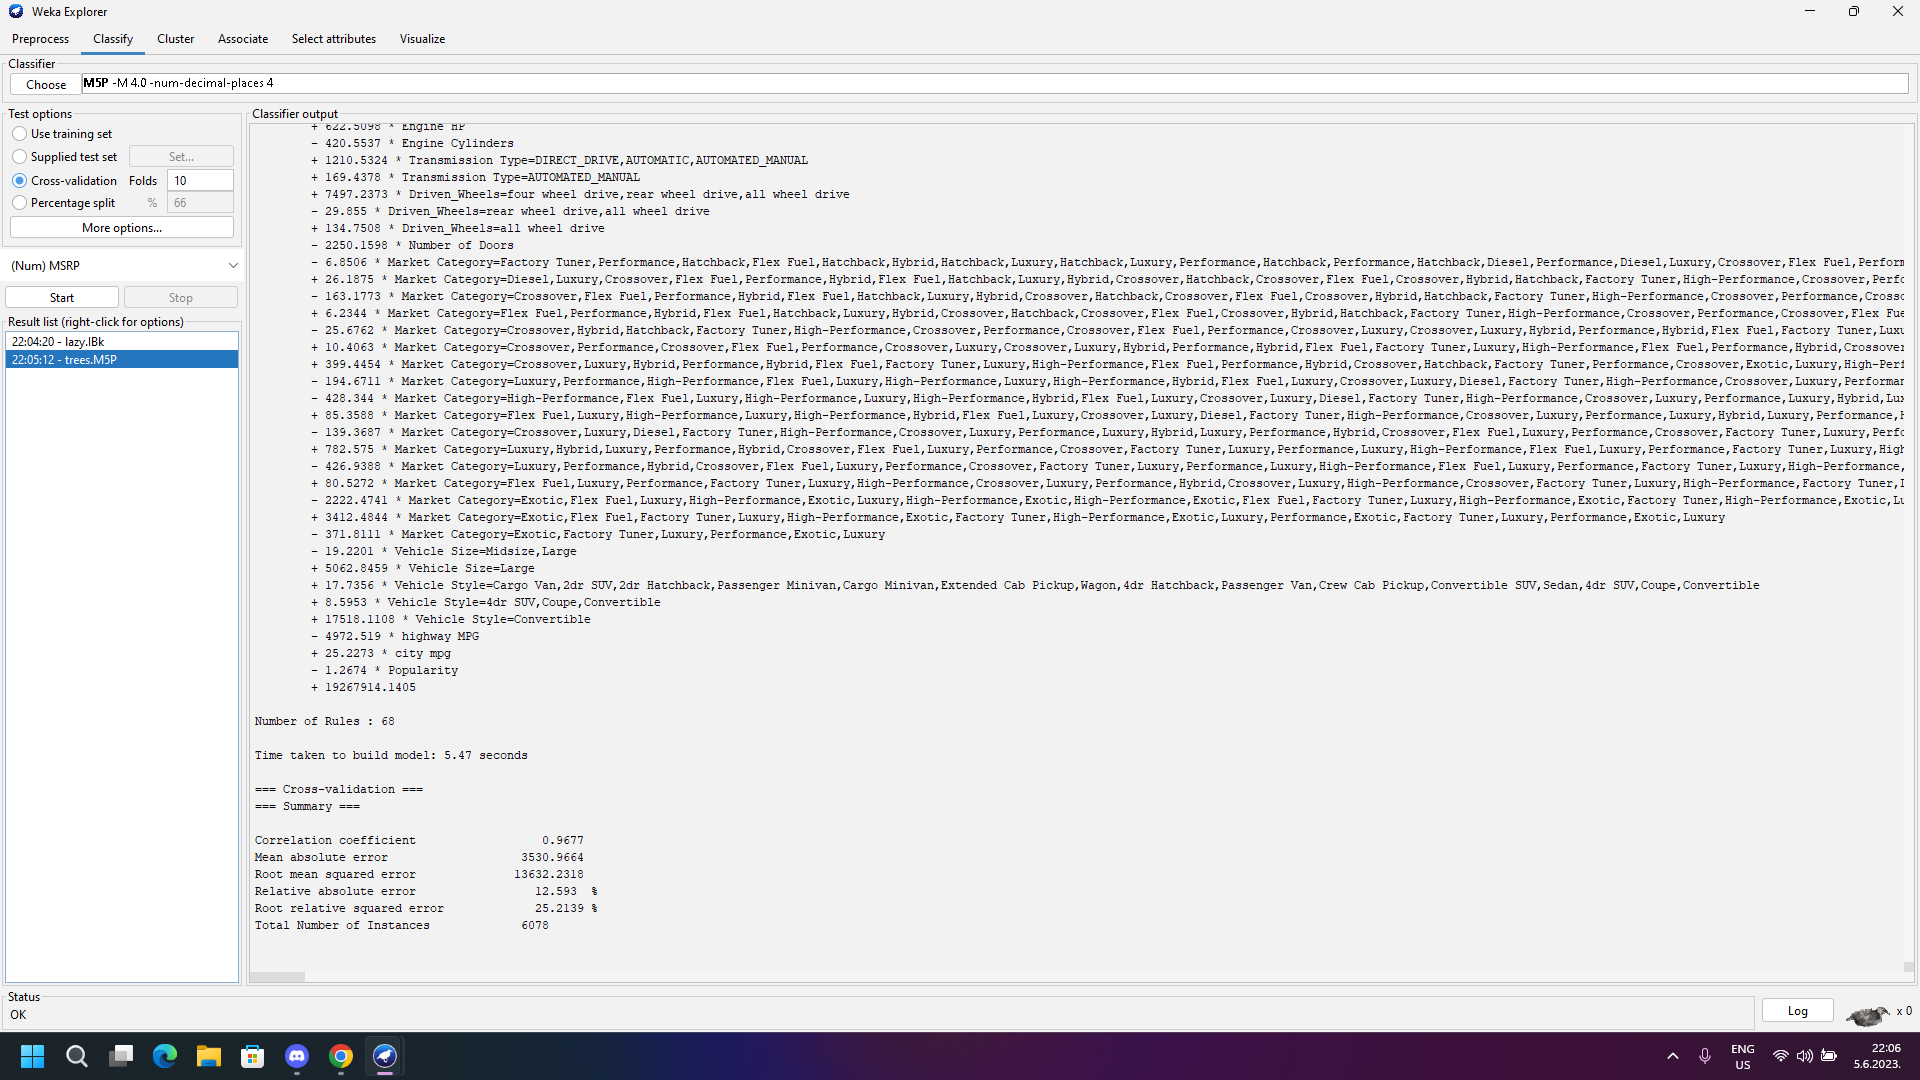 Weka Explorer
Preprocess Classify Cluster Associate Select attributes Visualize
Classifier
Choose M5P -M 4.0 -num-decimal-places 4
Test options
Use training set
Supplied test set Set...
Cross-validation Folds 10
Percentage split % 66
More options...
(Num) MSRP
Start Stop
Result list (right-click for options)
22:04:20 - lazy.IBk
22:05:12 - trees.M5P
Classifier output
+ 622.5098 * Engine HP
- 420.5537 * Engine Cylinders
+ 1210.5324 * Transmission Type=DIRECT_DRIVE,AUTOMATIC,AUTOMATED_MANUAL
+ 169.4378 * Transmission Type=AUTOMATED_MANUAL
+ 7497.2373 * Driven_Wheels=four wheel drive,rear wheel drive,all wheel drive
- 29.855 * Driven_Wheels=rear wheel drive,all wheel drive
+ 134.7508 * Driven_Wheels=all wheel drive
- 2250.1598 * Number of Doors
- 6.8506 * Market Category=Factory Tuner,Performance,Hatchback,Flex Fuel,Hatchback,Hybrid,Hatchback,Luxury,Hatchback,Luxury,Performance,Hatchback,Performance,Hatchback,Diesel,Performance,Diesel,Luxury,Crossover,Flex Fuel,Perform
+ 26.1875 * Market Category=Diesel,Luxury,Crossover,Flex Fuel,Performance,Hybrid,Flex Fuel,Hatchback,Luxury,Hybrid,Crossover,Hatchback,Crossover,Flex Fuel,Crossover,Hybrid,Hatchback,Factory Tuner,High-Performance,Crossover,Perfo
- 163.1773 * Market Category=Crossover,Flex Fuel,Performance,Hybrid,Flex Fuel,Hatchback,Luxury,Hybrid,Crossover,Hatchback,Crossover,Flex Fuel,Crossover,Hybrid,Hatchback,Factory Tuner,High-Performance,Crossover,Performance,Crosso
+ 6.2344 * Market Category=Flex Fuel,Performance,Hybrid,Flex Fuel,Hatchback,Luxury,Hybrid,Crossover,Hatchback,Crossover,Flex Fuel,Crossover,Hybrid,Hatchback,Factory Tuner,High-Performance,Crossover,Performance,Crossover,Flex Fue
- 25.6762 * Market Category=Crossover,Hybrid,Hatchback,Factory Tuner,High-Performance,Crossover,Performance,Crossover,Flex Fuel,Performance,Crossover,Luxury,Crossover,Luxury,Hybrid,Performance,Hybrid,Flex Fuel,Factory Tuner,Luxu
+ 10.4063 * Market Category=Crossover,Performance,Crossover,Flex Fuel,Performance,Crossover,Luxury,Crossover,Luxury,Hybrid,Performance,Hybrid,Flex Fuel,Factory Tuner,Luxury,High-Performance,Flex Fuel,Performance,Hybrid,Crossover
+ 399.4454 * Market Category=Crossover,Luxury,Hybrid,Performance,Hybrid,Flex Fuel,Factory Tuner,Luxury,High-Performance,Flex Fuel,Performance,Hybrid,Crossover,Hatchback,Factory Tuner,Performance,Crossover,Exotic,Luxury,High-Perf
- 194.6711 * Market Category=Luxury,Performance,High-Performance,Flex Fuel,Luxury,High-Performance,Luxury,High-Performance,Hybrid,Flex Fuel,Luxury,Crossover,Luxury,Diesel,Factory Tuner,High-Performance,Crossover,Luxury,Performan
- 428.344 * Market Category=High-Performance,Flex Fuel,Luxury,High-Performance,Luxury,High-Performance,Hybrid,Flex Fuel,Luxury,Crossover,Luxury,Diesel,Factory Tuner,High-Performance,Crossover,Luxury,Performance,Luxury,Hybrid,Lux
+ 85.3588 * Market Category=Flex Fuel,Luxury,High-Performance,Luxury,High-Performance,Hybrid,Flex Fuel,Luxury,Crossover,Luxury,Diesel,Factory Tuner,High-Performance,Crossover,Luxury,Performance,Luxury,Hybrid,Luxury,Performance,H
- 139.3687 * Market Category=Crossover,Luxury,Diesel,Factory Tuner,High-Performance,Crossover,Luxury,Performance,Luxury,Hybrid,Luxury,Performance,Hybrid,Crossover,Flex Fuel,Luxury,Performance,Crossover,Factory Tuner,Luxury,Perfo
+ 782.575 * Market Category=Luxury,Hybrid,Luxury,Performance,Hybrid,Crossover,Flex Fuel,Luxury,Performance,Crossover,Factory Tuner,Luxury,Performance,Luxury,High-Performance,Flex Fuel,Luxury,Performance,Factory Tuner,Luxury,High
- 426.9388 * Market Category=Luxury,Performance,Hybrid,Crossover,Flex Fuel,Luxury,Performance,Crossover,Factory Tuner,Luxury,Performance,Luxury,High-Performance,Flex Fuel,Luxury,Performance,Factory Tuner,Luxury,High-Performance,
+ 80.5272 * Market Category=Flex Fuel,Luxury,Performance,Factory Tuner,Luxury,High-Performance,Crossover,Luxury,Performance,Hybrid,Crossover,Luxury,High-Performance,Crossover,Factory Tuner,Luxury,High-Performance,Factory Tuner,I
- 2222.4741 * Market Category=Exotic,Flex Fuel,Luxury,High-Performance,Exotic,Luxury,High-Performance,Exotic,High-Performance,Exotic,Flex Fuel,Factory Tuner,Luxury,High-Performance,Exotic,Factory Tuner,High-Performance,Exotic,Lu
+ 3412.4844 * Market Category=Exotic,Flex Fuel,Factory Tuner,Luxury,High-Performance,Exotic,Factory Tuner,High-Performance,Exotic,Luxury,Performance,Exotic,Factory Tuner,Luxury,Performance,Exotic,Luxury
- 371.8111 * Market Category=Exotic,Factory Tuner,Luxury,Performance,Exotic,Luxury
- 19.2201 * Vehicle Size=Midsize,Large
+ 5062.8459 * Vehicle Size=Large
+ 17.7356 * Vehicle Style=Cargo Van,2dr SUV,2dr Hatchback,Passenger Minivan,Cargo Minivan,Extended Cab Pickup,Wagon,4dr Hatchback,Passenger Van,Crew Cab Pickup,Convertible SUV,Sedan,4dr SUV,Coupe,Convertible
+ 8.5953 * Vehicle Style=4dr SUV,Coupe,Convertible
+ 17518.1108 * Vehicle Style=Convertible
- 4972.519 * highway MPG
+ 25.2273 * city mpg
- 1.2674 * Popularity
+ 19267914.1405
Number of Rules : 68
Time taken to build model: 5.47 seconds
=== Cross-validation ===
=== Summary ===
Correlation coefficient 0.9677
Mean absolute error 3530.9664
Root mean squared error 13632.2318
Relative absolute error 12.593 %
Root relative squared error 25.2139 %
Total Number of Instances 6078
Status
OK
Log
x 0
ENG
US
22:06
5.6.2023.